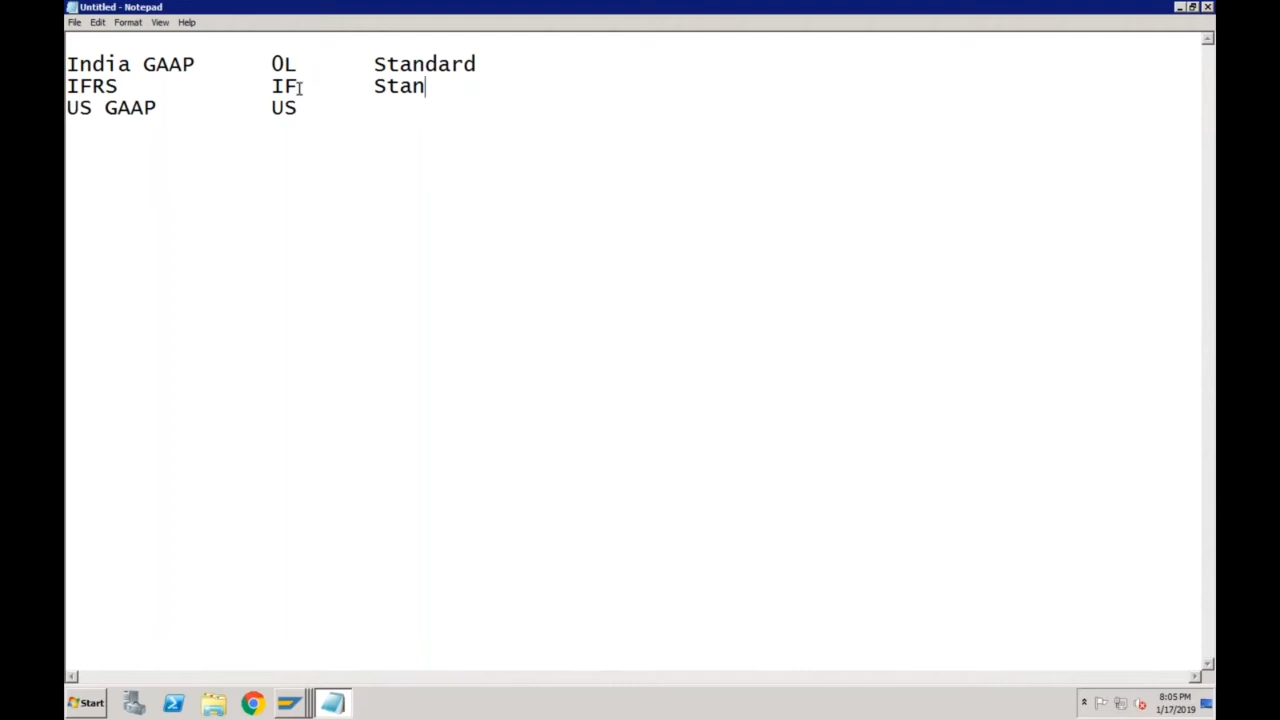 Untitled - Notepad
File Edit Format View Help
India GAAP 0L Standard
IFRS IF Stan
US GAAP US
Start
8:05 PM
1/17/2019